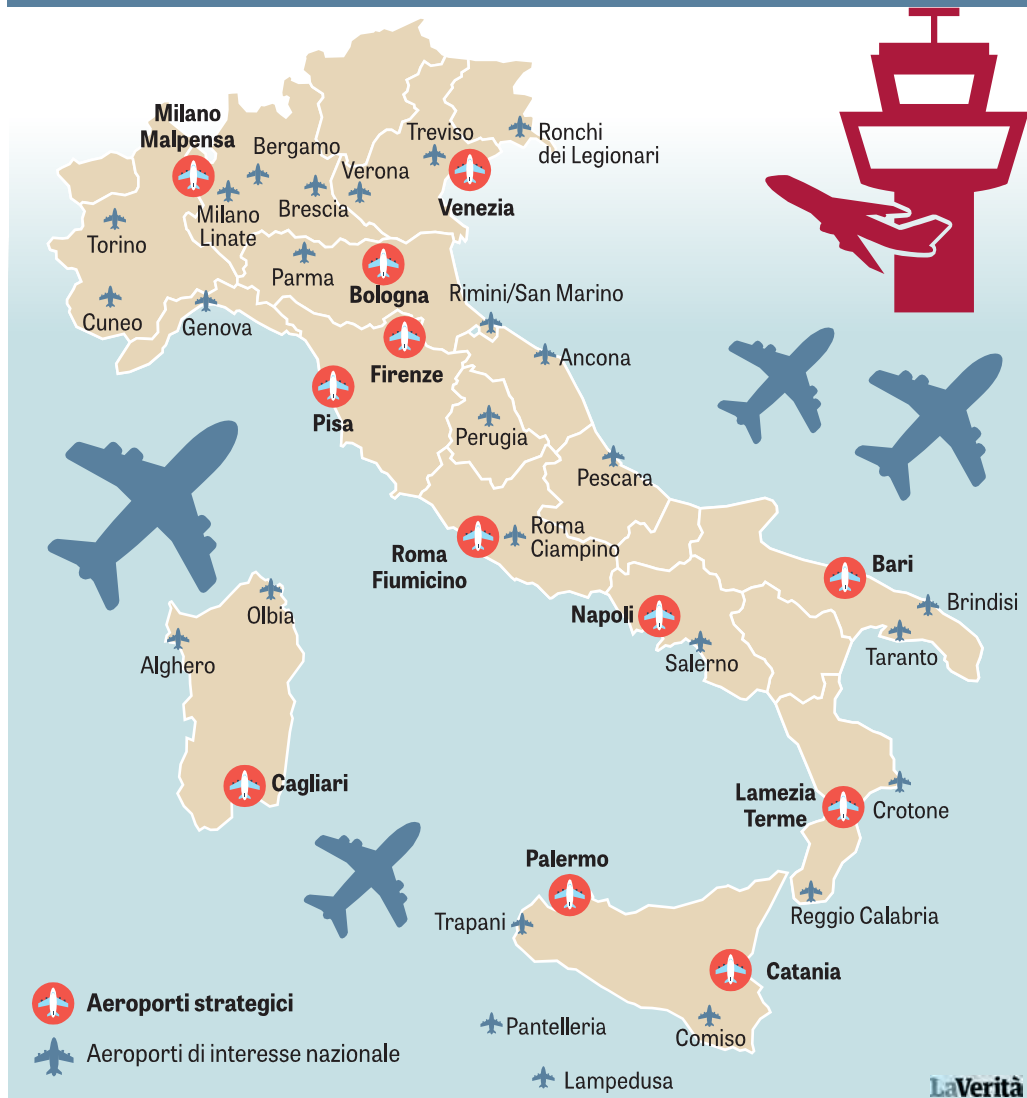 Milano
Malpensa
Bergamo
Treviso
Ronchi
dei Legionari
Verona
Venezia
Milano
Linate
Brescia
Torino
Parma
Bologna
Rimini/San Marino
Cuneo
Genova
Firenze
Ancona
Pisa
Perugia
Pescara
Roma
Fiumicino
Roma
Ciampino
Bari
Brindisi
Napoli
Salerno
Taranto
Olbia
Alghero
Cagliari
Lamezia
Terme
Crotone
Palermo
Trapani
Reggio Calabria
Catania
Pantelleria
Comiso
Lampedusa
Aeroporti strategici
Aeroporti di interesse nazionale
LaVerità